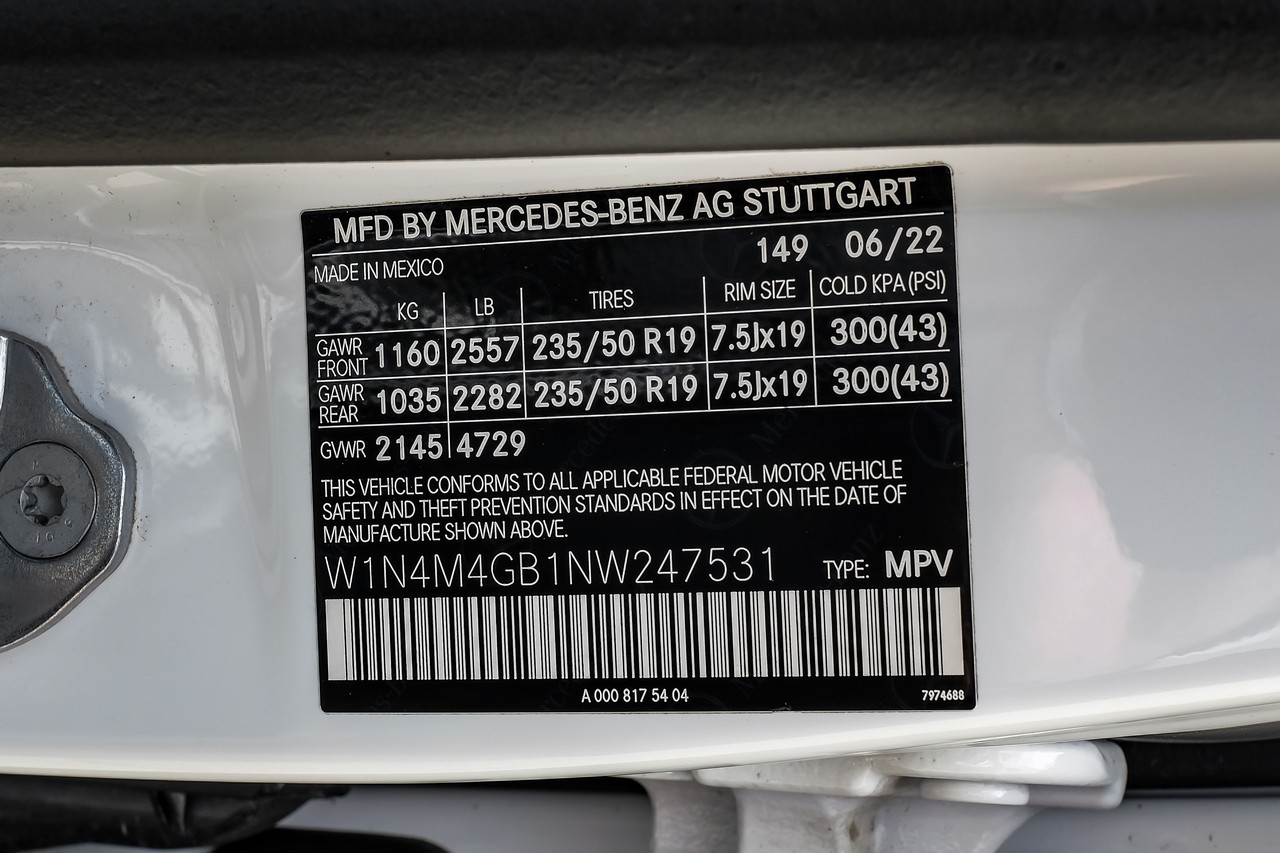 MFD BY MERCEDES-BENZ AG STUTTGART
149 06/22
MADE IN MEXICO
KG LB TIRES RIM SIZE COLD KPA (PSI)
GAWR FRONT 1160 2557 235/50 R19 7.5Jx19 300(43)
GAWR REAR 1035 2282 235/50 R19 7.5Jx19 300(43)
GVWR 2145 4729
THIS VEHICLE CONFORMS TO ALL APPLICABLE FEDERAL MOTOR VEHICLE
SAFETY AND THEFT PREVENTION STANDARDS IN EFFECT ON THE DATE OF
MANUFACTURE SHOWN ABOVE.
W1N4M4GB1NW247531 TYPE: MPV
A 000 817 54 04 7974688